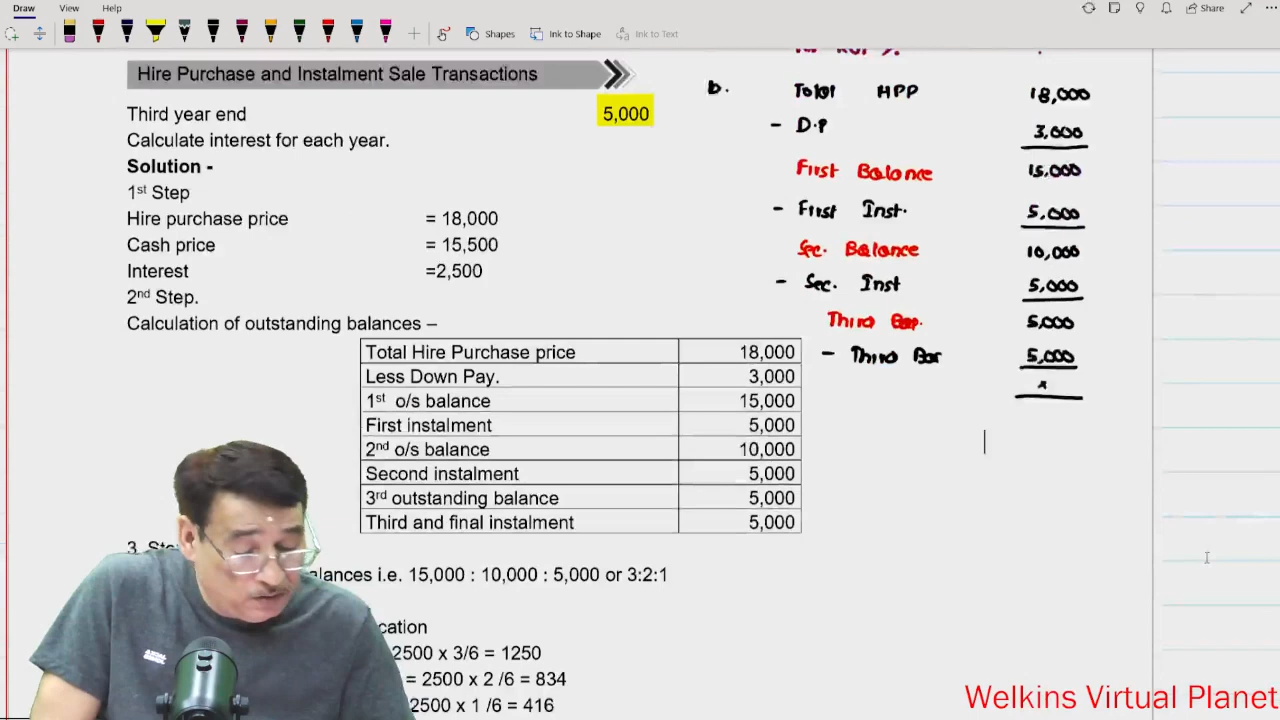 Draw View Help
Share
Shapes Ink to Shape Ink to Text
Hire Purchase and Instalment Sale Transactions
Third year end 5,000
Calculate interest for each year.
Solution -
1st Step
Hire purchase price = 18,000
Cash price = 15,500
Interest =2,500
2nd Step.
Calculation of outstanding balances –
Total Hire Purchase price 18,000
Less Down Pay. 3,000
1st o/s balance 15,000
First instalment 5,000
2nd o/s balance 10,000
Second instalment 5,000
3rd outstanding balance 5,000
Third and final instalment 5,000
alances i.e. 15,000 : 10,000 : 5,000 or 3:2:1
cation
2500 x 3/6 = 1250
= 2500 x 2 /6 = 834
2500 x 1 /6 = 416
b. Total HPP 18,000
- D.P 3,000
First Balance 15,000
- First Inst. 5,000
Sec. Balance 10,000
- Sec. Inst 5,000
Third 5,000
- Third 5,000
x
Welkins Virtual Planet